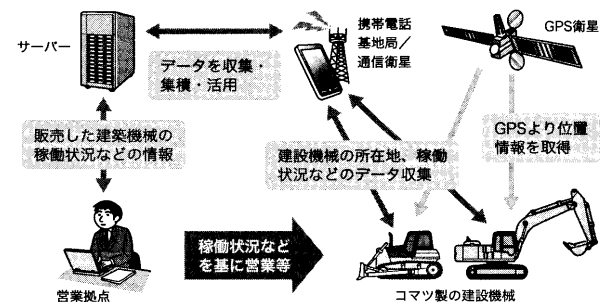 サーバー
データを収集・
集積・活用
携帯電話
基地局／
通信衛星
GPS衛星
販売した建築機械の
稼働状況などの情報
建設機械の所在地、稼働
状況などのデータ収集
GPSより位置
情報を取得
稼働状況など
を基に営業等
営業拠点
コマツ製の建設機械